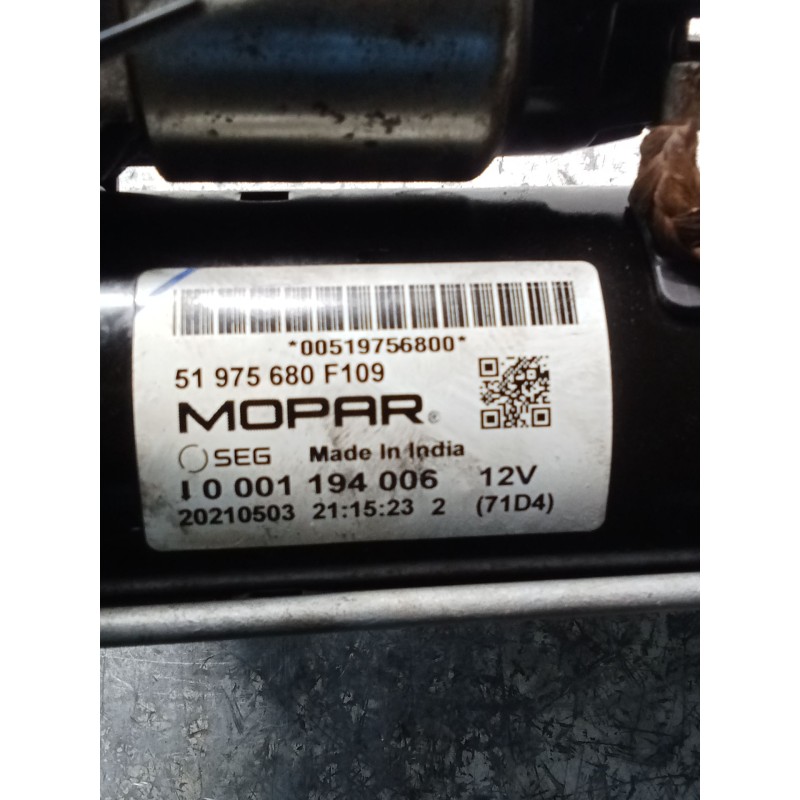 *00519756800*
51 975 680 F109
MOPAR®
SEG Made In India
0 001 194 006 12V
20210503 21:15:23 2 (71D4)